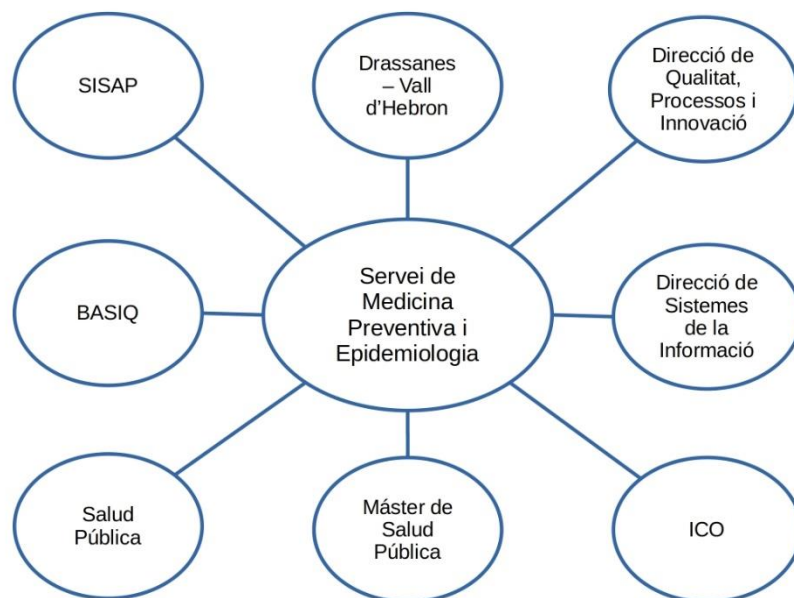 SISAP
Drassanes
– Vall
d’Hebron
Direcció de
Qualitat,
Processos i
Innovació
BASIQ
Servei de
Medicina
Preventiva i
Epidemiologia
Direcció de
Sistemes
de la
Informació
Salud
Pública
Máster de
Salud
Pública
ICO